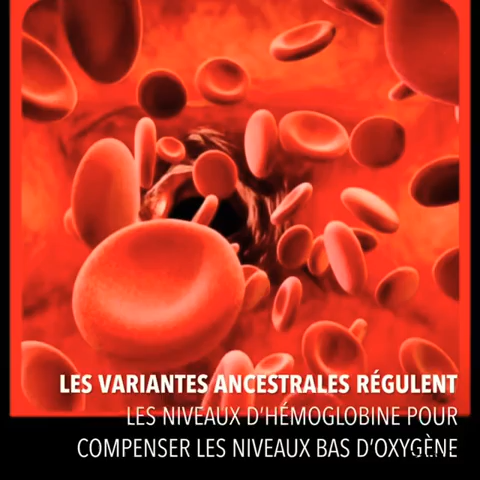 LES VARIANTES ANCESTRALES RÉGULENT
LES NIVEAUX D'HÉMOGLOBINE POUR
COMPENSER LES NIVEAUX BAS D'OXYGÈNE